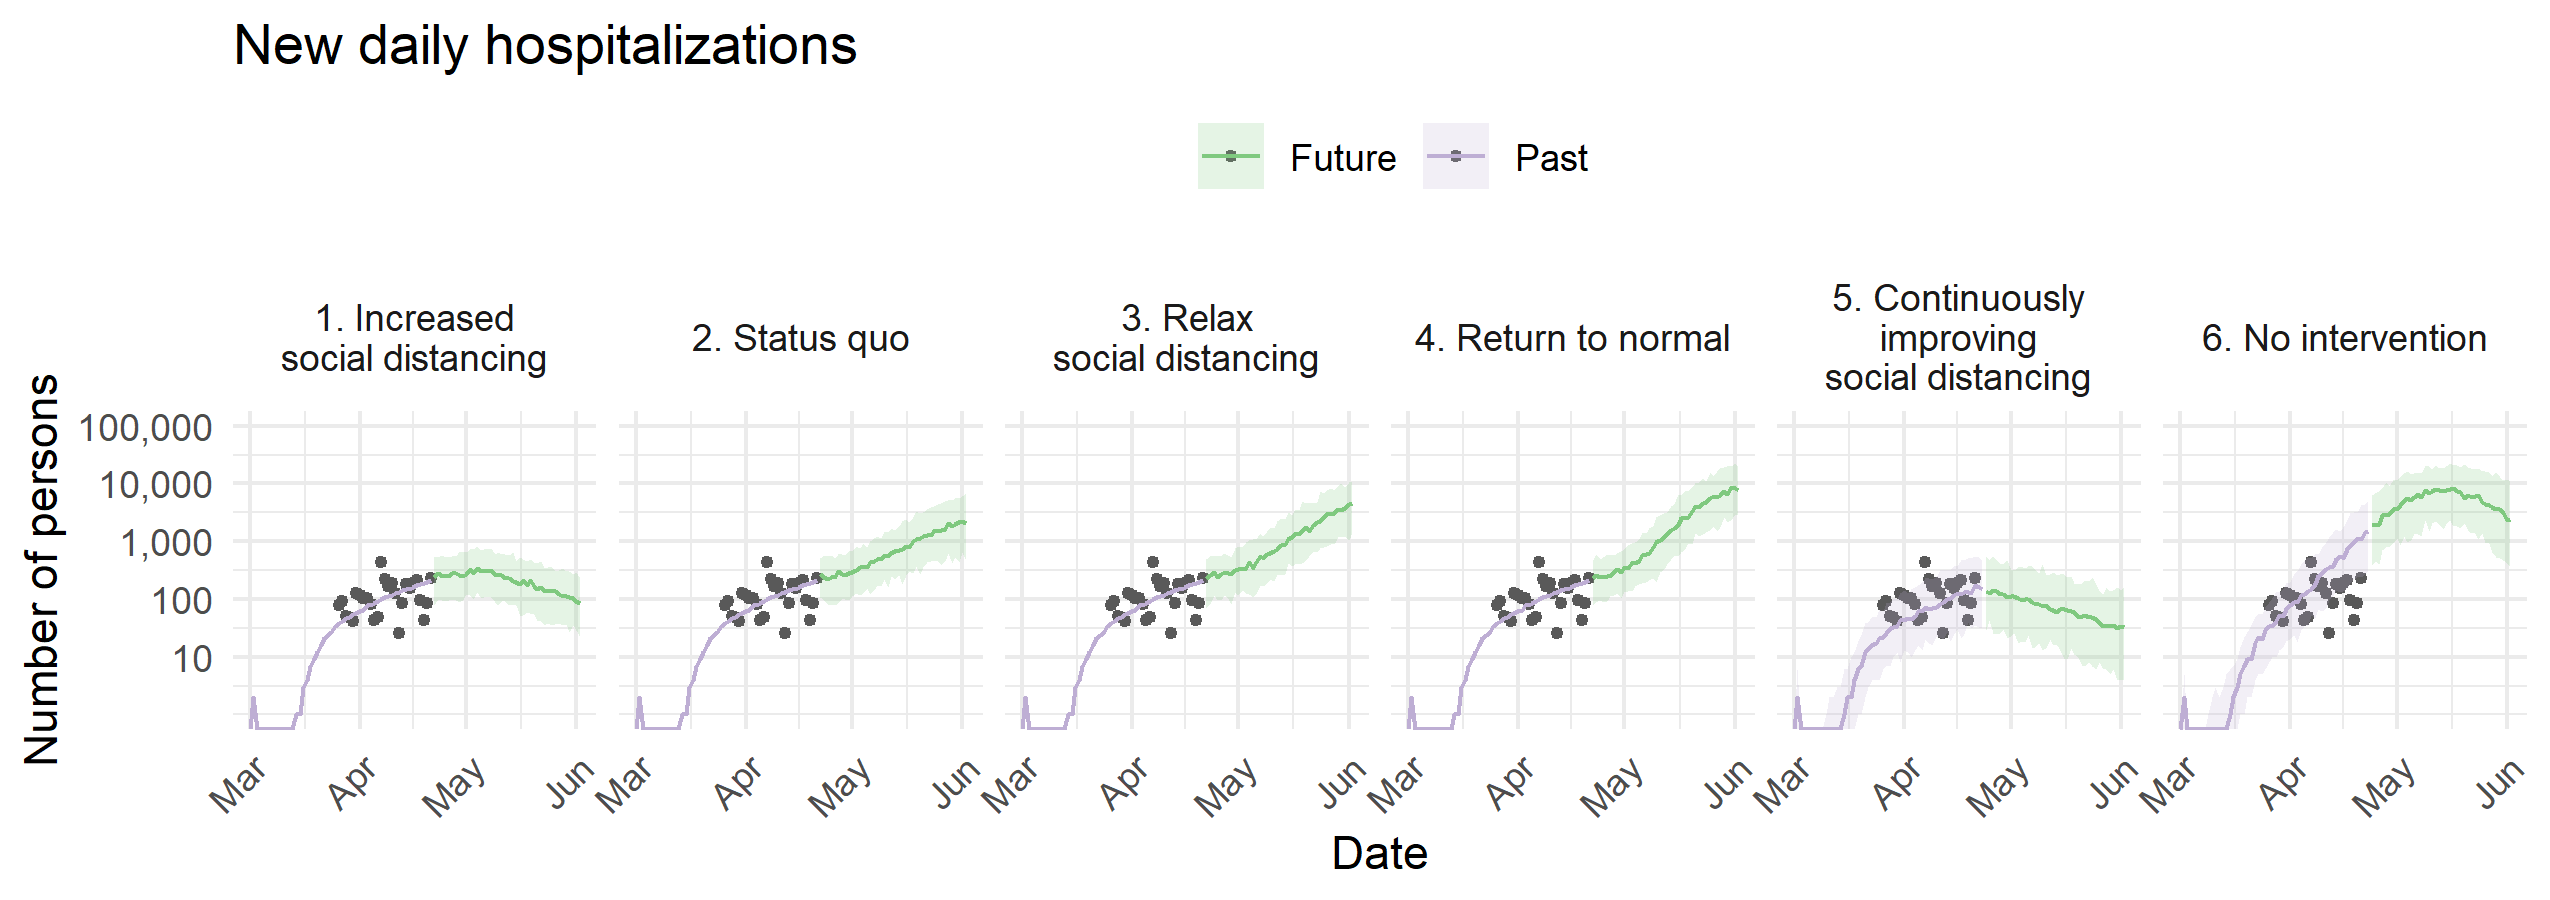 New daily hospitalizations
Future
Past
1. Increased
social distancing
2. Status quo
3. Relax
social distancing
4. Return to normal
5. Continuously
improving
social distancing
6. No intervention
Number of persons
100,000
10,000
1,000
100
10
Mar
Apr
May
Jun
Mar
Apr
May
Jun
Mar
Apr
May
Jun
Mar
Apr
May
Jun
Mar
Apr
May
Jun
Mar
Apr
May
Jun
Date